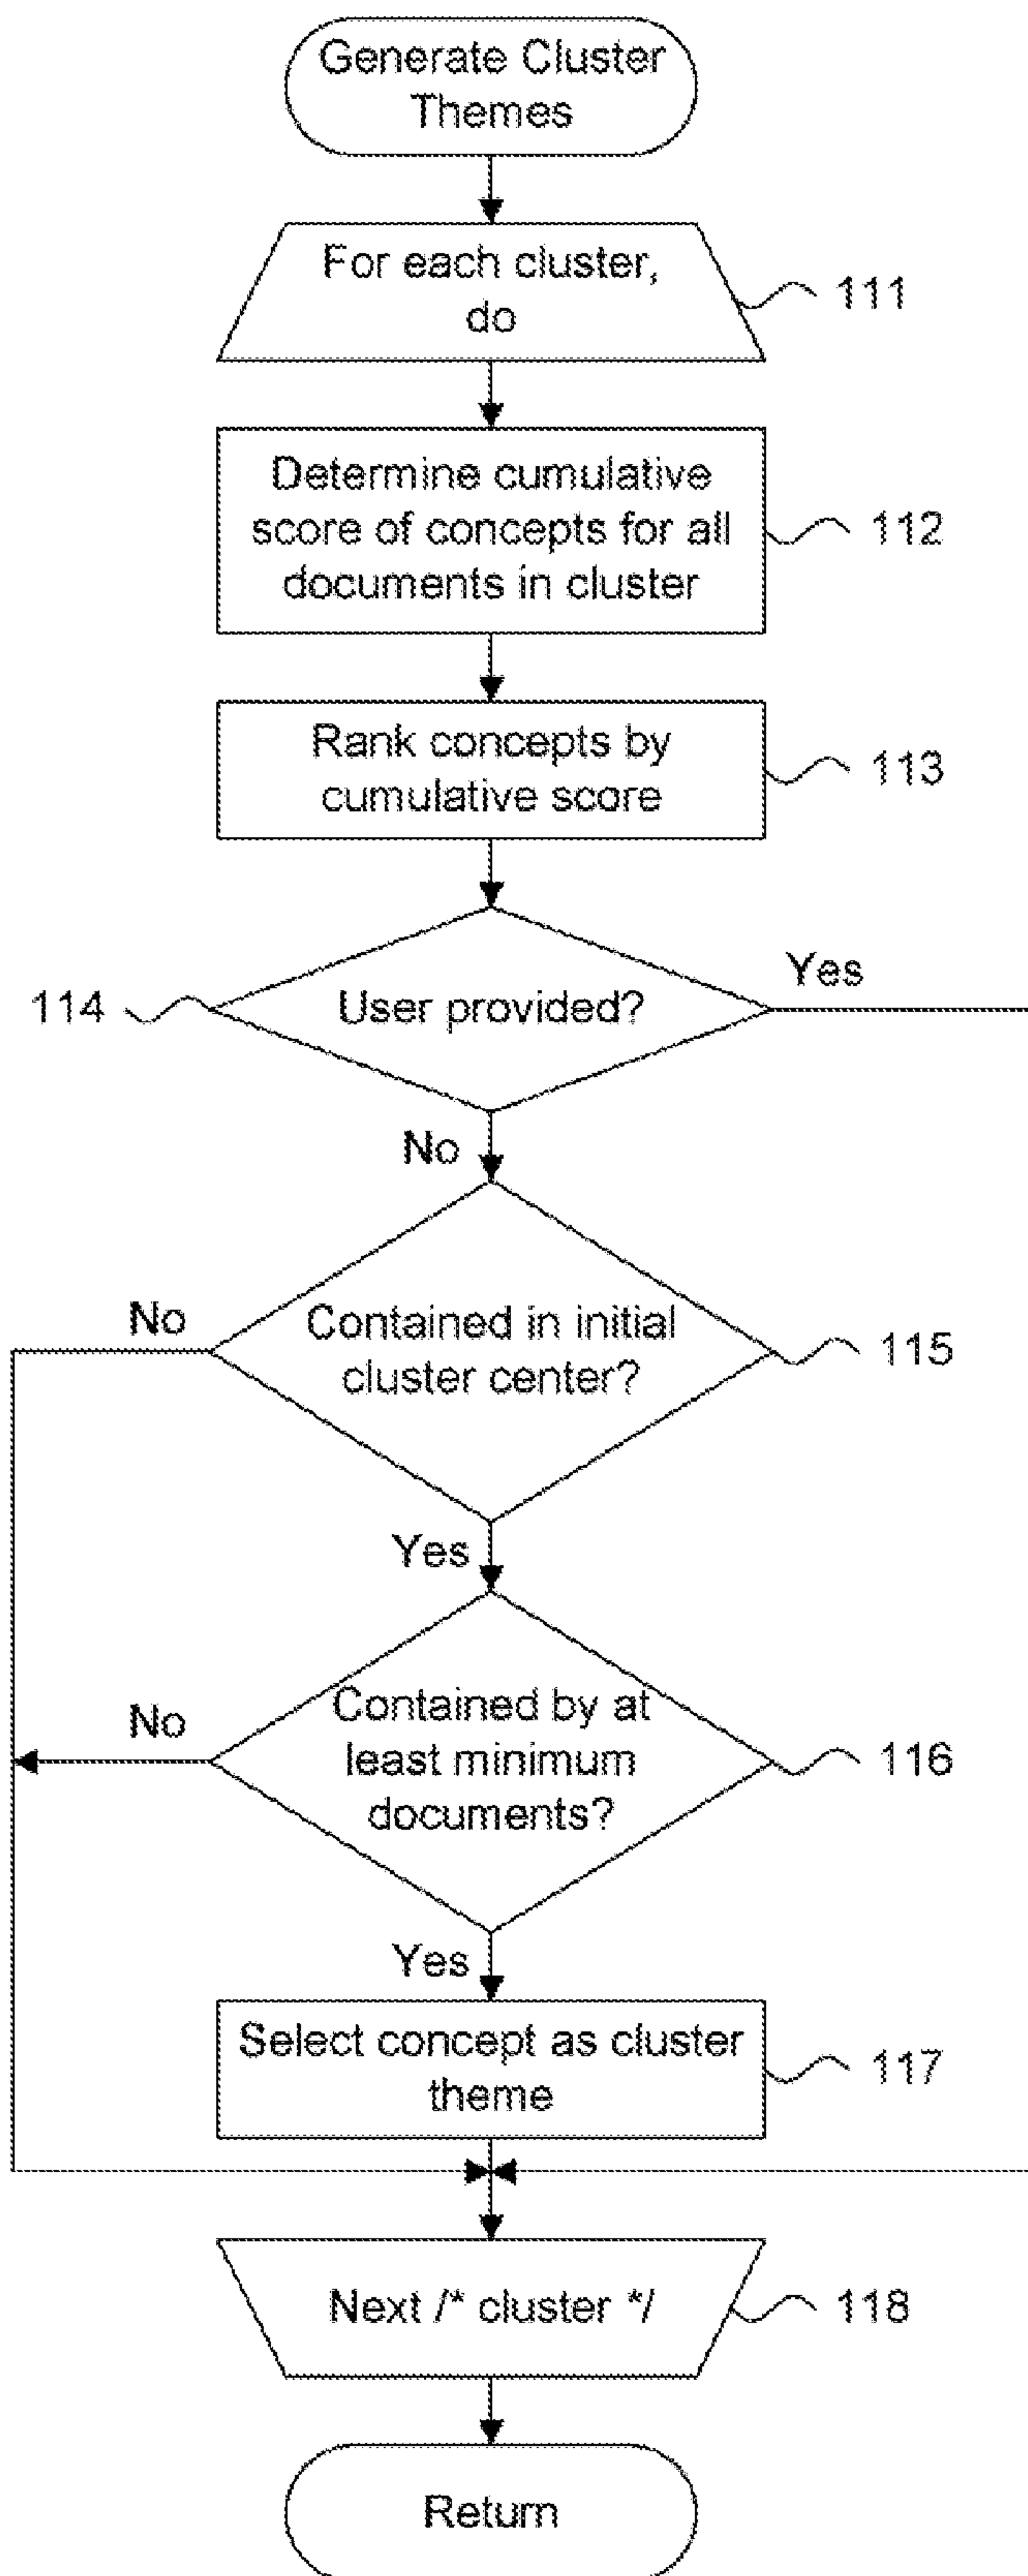 Generate Cluster
Themes
For each cluster,
do
111
Determine cumulative
score of concepts for all
documents in cluster
112
Rank concepts by
cumulative score
113
User provided?
114
Yes
No
Contained in initial
cluster center?
115
No
Yes
Contained by at
least minimum
documents?
116
No
Yes
Select concept as cluster
theme
117
Next /* cluster */
118
Return